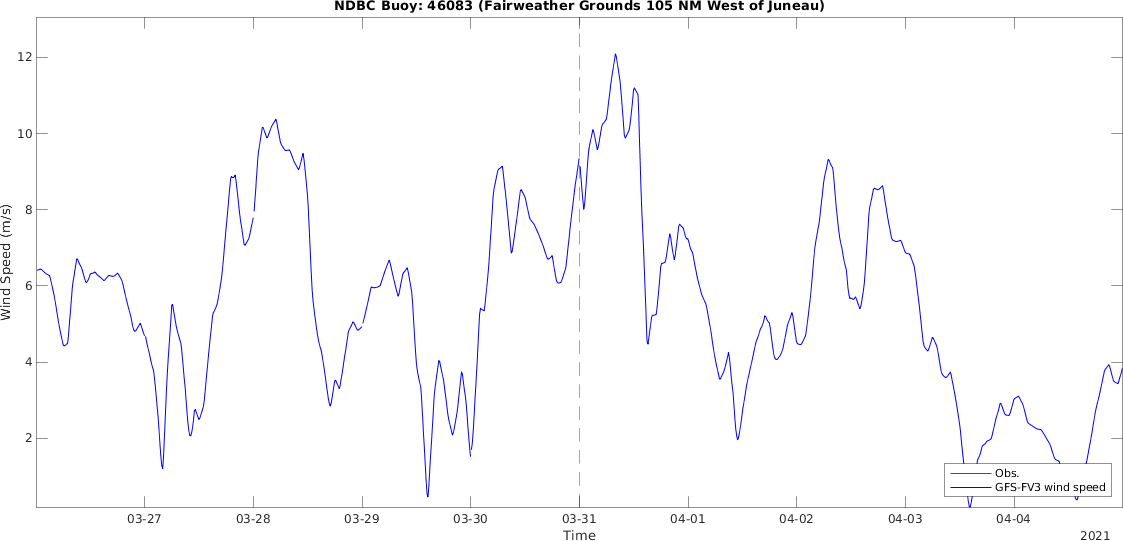 NDBC Buoy: 46083 (Fairweather Grounds 105 NM West of Juneau)
Wind Speed (m/s)
12
10
8
6
4
2
03-27 03-28 03-29 03-30 03-31 04-01 04-02 04-03 04-04
Time
2021
Obs.
GFS-FV3 wind speed